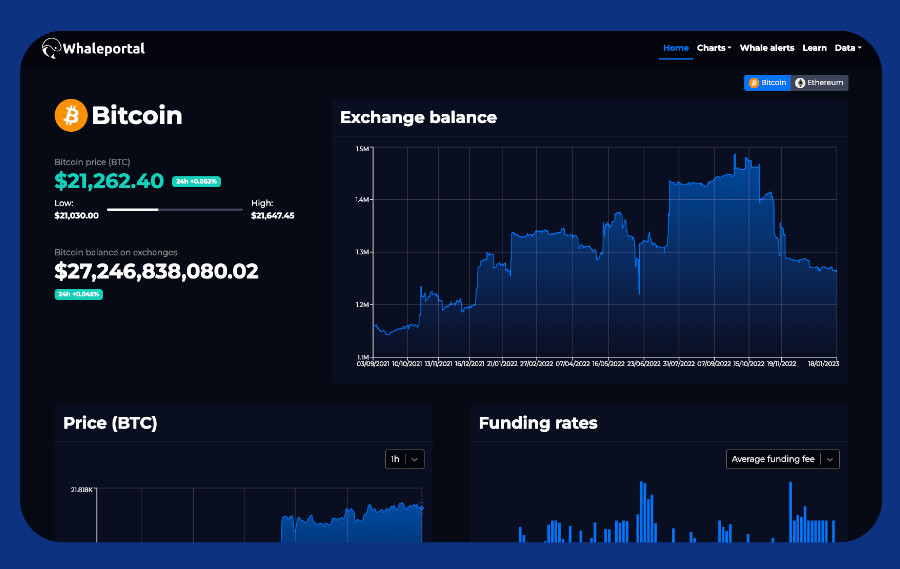 Whaleportal
Home Charts Whale alerts Learn Data
Bitcoin Ethereum
Bitcoin
Bitcoin price (BTC)
$21,262.40 24h +0.062%
Low: High:
$21,030.00 $21,647.45
Bitcoin balance on exchanges
$27,246,838,080.02
24h +0.045%
Exchange balance
1.5M
1.4M
1.3M
1.2M
1.1M
03/09/2021 10/10/2021 13/11/2021 16/12/2021 21/01/2022 27/02/2022 07/04/2022 16/05/2022 23/06/2022 31/07/2022 07/09/2022 15/10/2022 19/11/2022 18/01/2023
Price (BTC)
1h
21.818K
Funding rates
Average funding fee